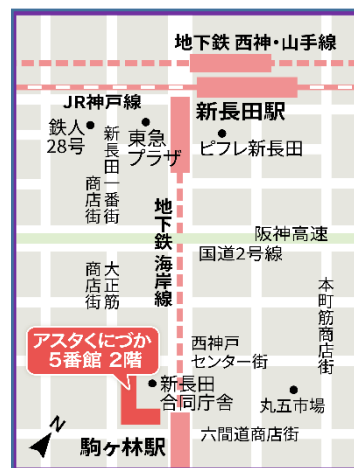 地下鉄 西神・山手線
JR神戸線
新長田駅
鉄人
28号
新長田一番街
商店街
東急
プラザ
ピフレ新長田
地下鉄 海岸線
阪神高速
国道2号線
大正筋
商店街
本町筋商店街
アスタくにづか
5番館 2階
西神戸
センター街
新長田
合同庁舎
丸五市場
六間道商店街
駒ヶ林駅
N